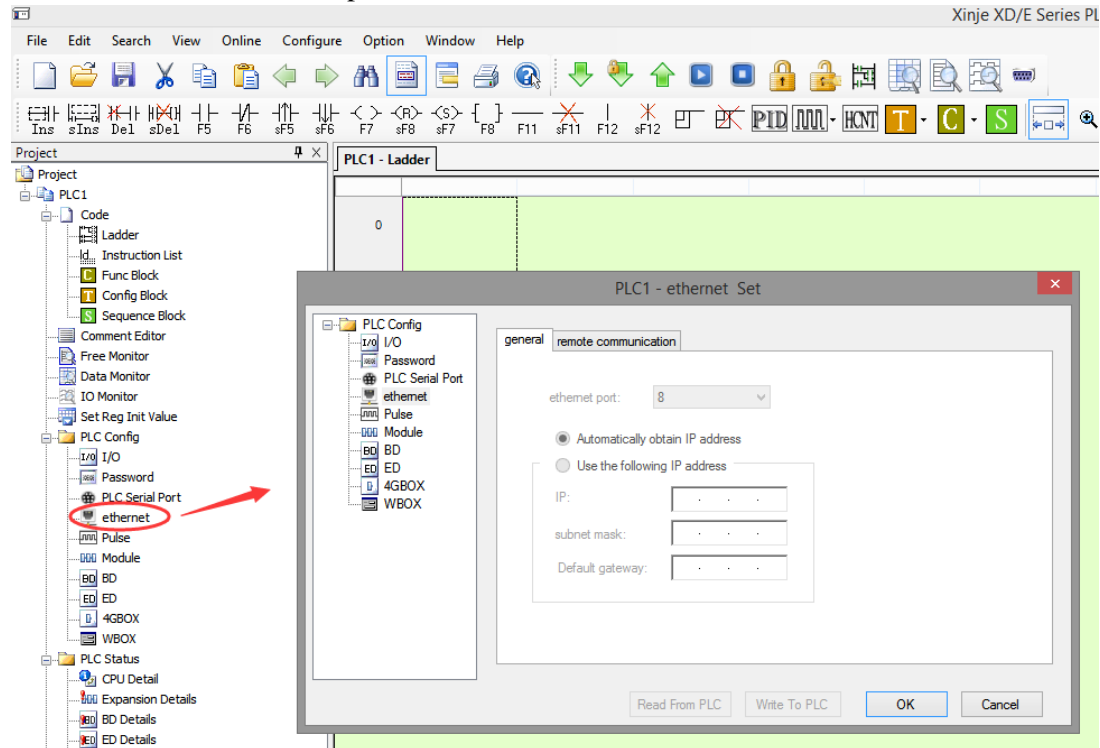 Xinje XD/E Series PL
File Edit Search View Online Configure Option Window Help
Ins sIns Del sDel F5 F6 sF5 sF6 F7 sF8 sF7 F8 F11 sF11 F12 sF12 PID HCNT T C S
Project
PLC1 - Ladder
Project
PLC1
Code
Ladder
Instruction List
C Func Block
T Config Block
S Sequence Block
Comment Editor
Free Monitor
Data Monitor
IO Monitor
Set Reg Init Value
PLC Config
I/O I/O
Password
PLC Serial Port
ethernet
Pulse
Module
BD BD
ED ED
4GBOX
WBOX
PLC Status
CPU Detail
Expansion Details
BD BD Details
ED ED Details
0
PLC1 - ethernet Set
PLC Config
I/O I/O
Password
PLC Serial Port
ethernet
Pulse
Module
BD BD
ED ED
4GBOX
WBOX
general remote communication
ethernet port: 8
Automatically obtain IP address
Use the following IP address
IP: . . .
subnet mask: . . .
Default gateway: . . .
Read From PLC Write To PLC OK Cancel